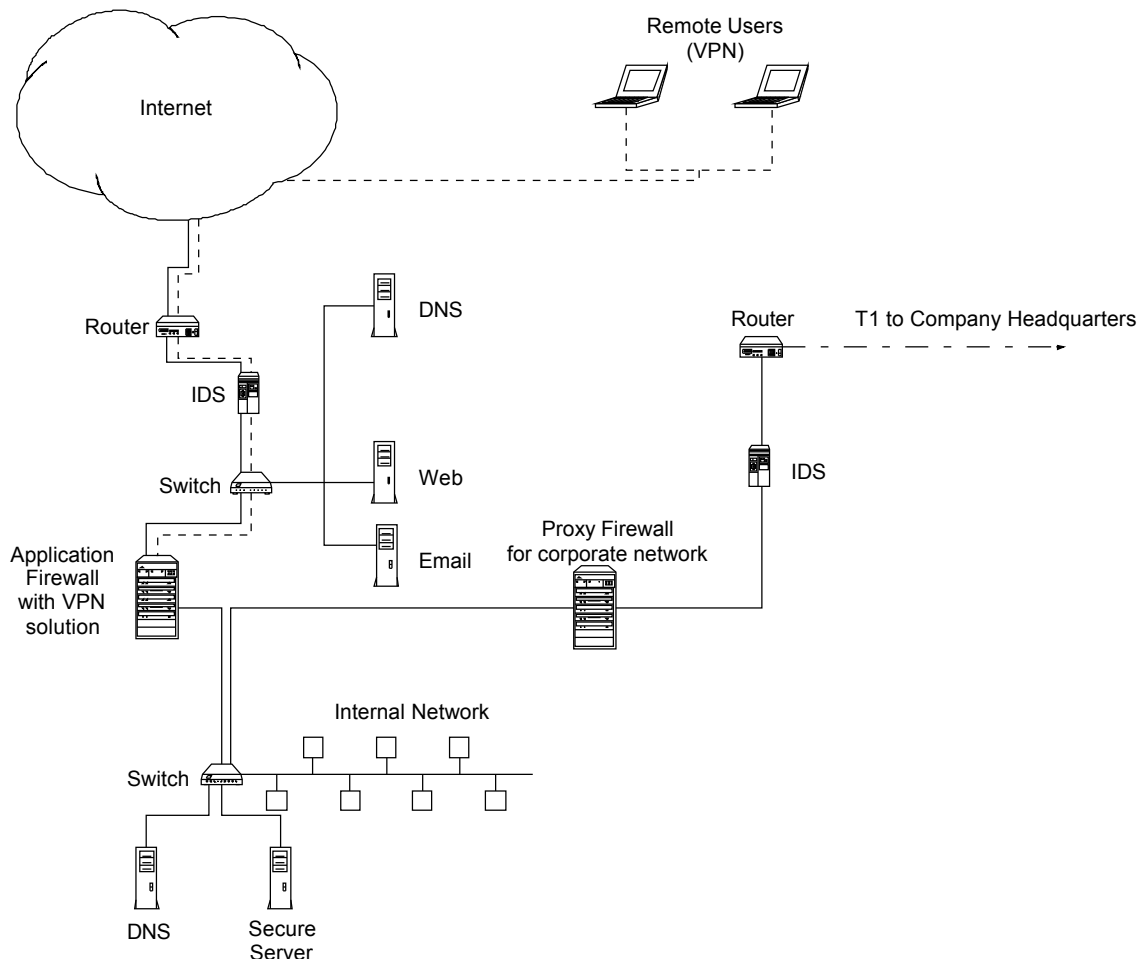 Remote Users
(VPN)
Internet
DNS
Router
Router
T1 to Company Headquarters
IDS
Web
IDS
Switch
Proxy Firewall
for corporate network
Email
Application
Firewall
with VPN
solution
Internal Network
Switch
DNS
Secure
Server